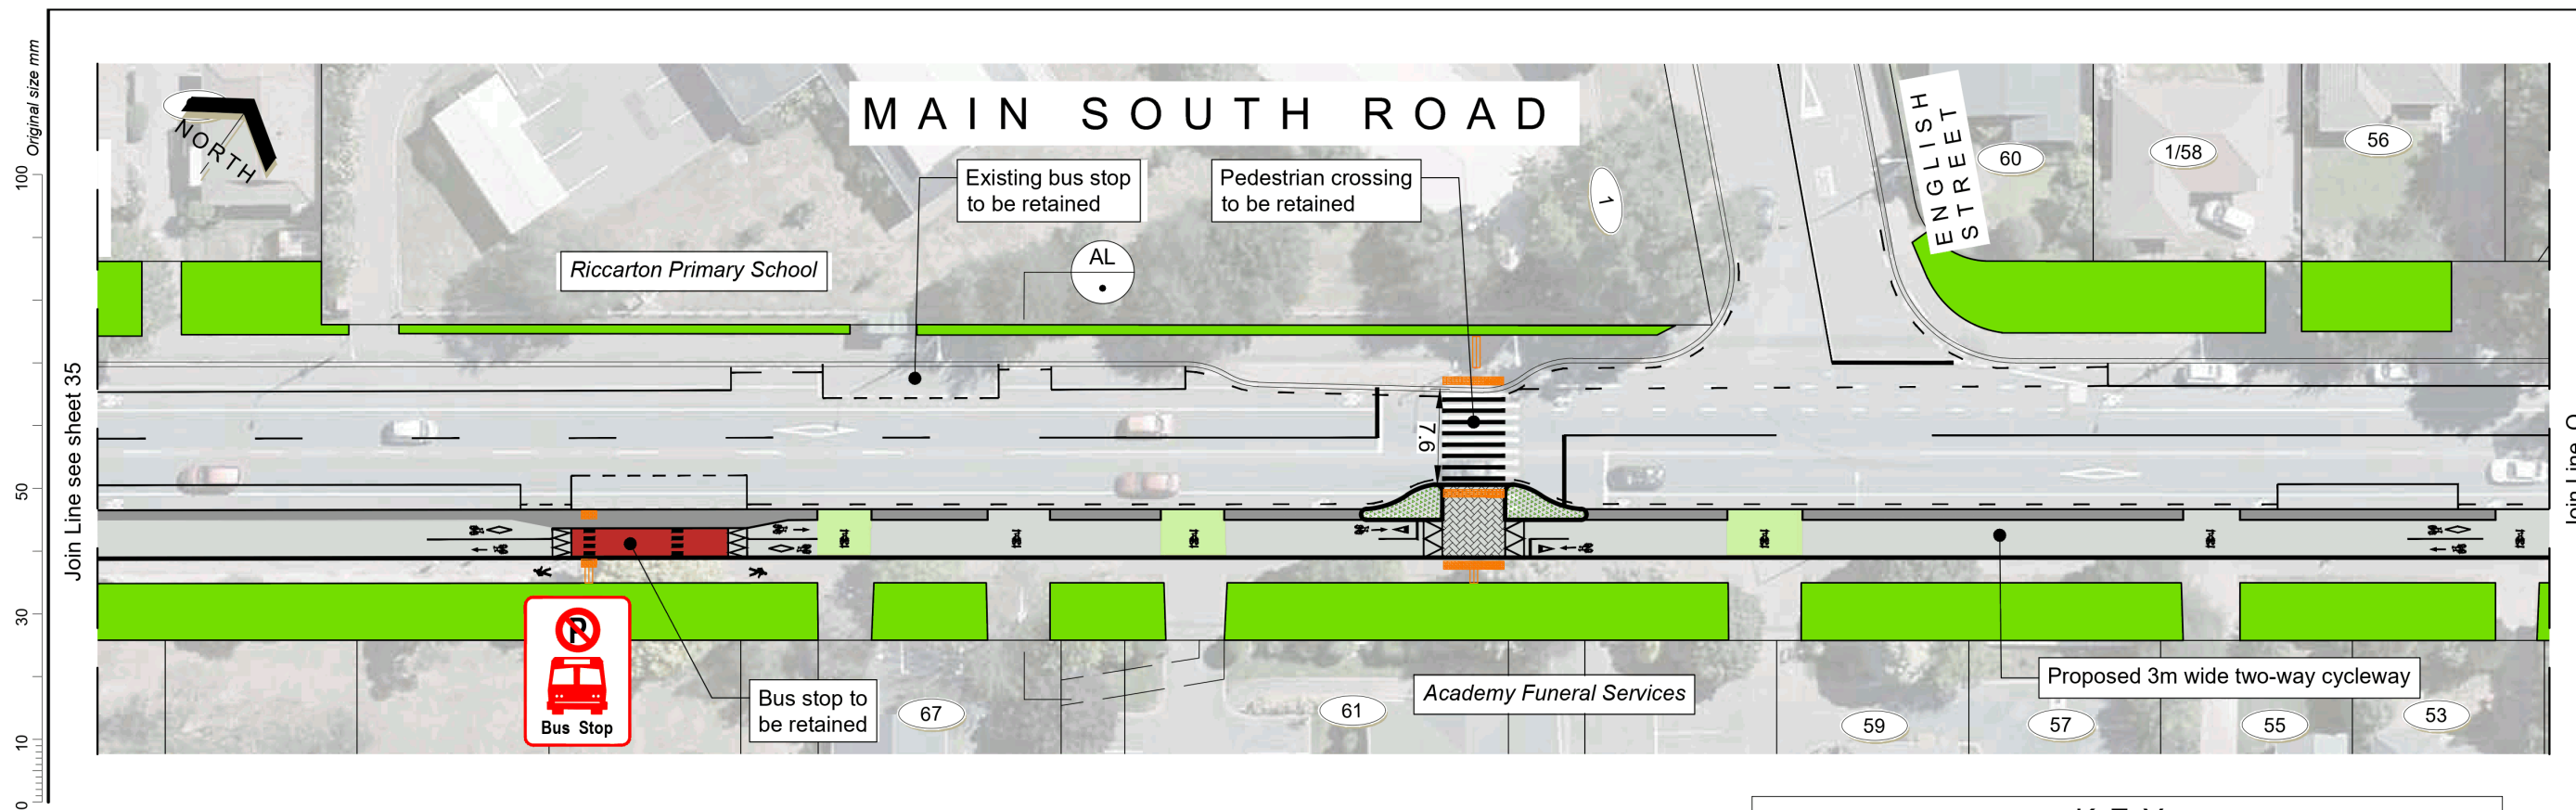 Original size mm
100
50
30
10
0
NORTH
MAIN SOUTH ROAD
ENGLISH
STREET
60
1/58
56
1
Existing bus stop
to be retained
Pedestrian crossing
to be retained
Riccarton Primary School
AL
7.6
Join Line see sheet 35
P
Bus Stop
Bus stop to
be retained
67
61
Academy Funeral Services
Proposed 3m wide two-way cycleway
59
57
55
53